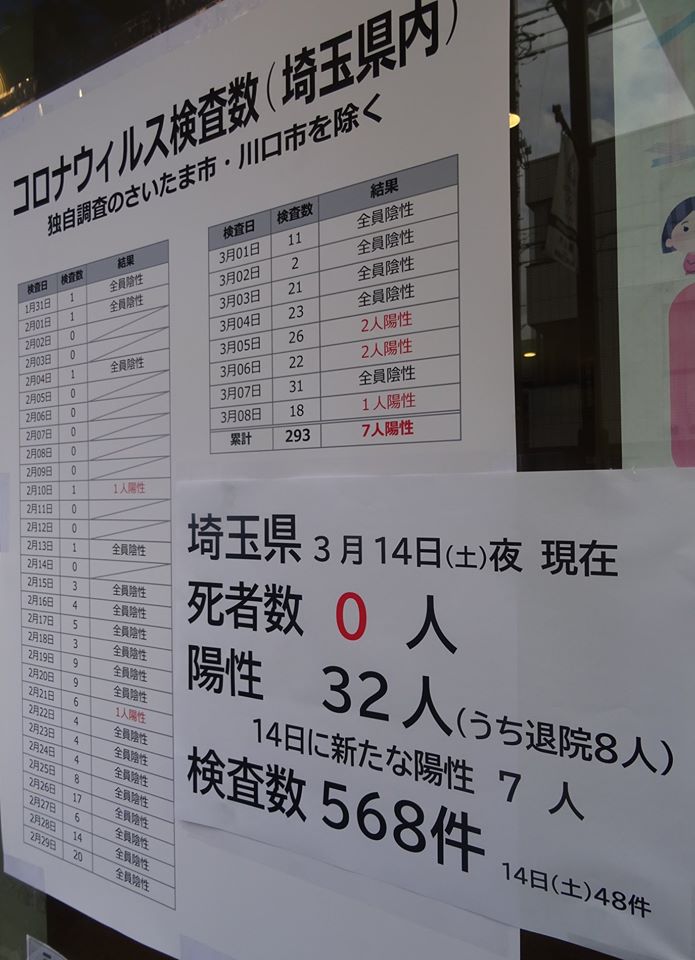 コロナウィルス検査数(埼玉県内)
独自調査のさいたま市・川口市を除く
検査日 検査数 結果
1月31日 1 全員陰性
2月01日 1 全員陰性
2月02日 0
2月03日 0
2月04日 1 全員陰性
2月05日 0
2月06日 0
2月07日 0
2月08日 0
2月09日 0
2月10日 1 1人陽性
2月11日 0
2月12日 0
2月13日 1 全員陰性
2月14日 0
2月15日 3 全員陰性
2月16日 4 全員陰性
2月17日 5 全員陰性
2月18日 3 全員陰性
2月19日 9 全員陰性
2月20日 9 全員陰性
2月21日 6 1人陽性
2月22日 4 全員陰性
2月23日 4 全員陰性
2月24日 4 全員陰性
2月25日 8 全員陰性
2月26日 17 全員陰性
2月27日 6 全員陰性
2月28日 14 全員陰性
2月29日 20 全員陰性
検査日 検査数 結果
3月01日 11 全員陰性
3月02日 2 全員陰性
3月03日 21 全員陰性
3月04日 23 全員陰性
3月05日 26 2人陽性
3月06日 22 2人陽性
3月07日 31 全員陰性
3月08日 18 1人陽性
累計 293 7人陽性
埼玉県 3月14日(土)夜 現在
死者数 0 人
陽性 32人(うち退院8人)
14日に新たな陽性 7 人
検査数 568件 14日(土)48件